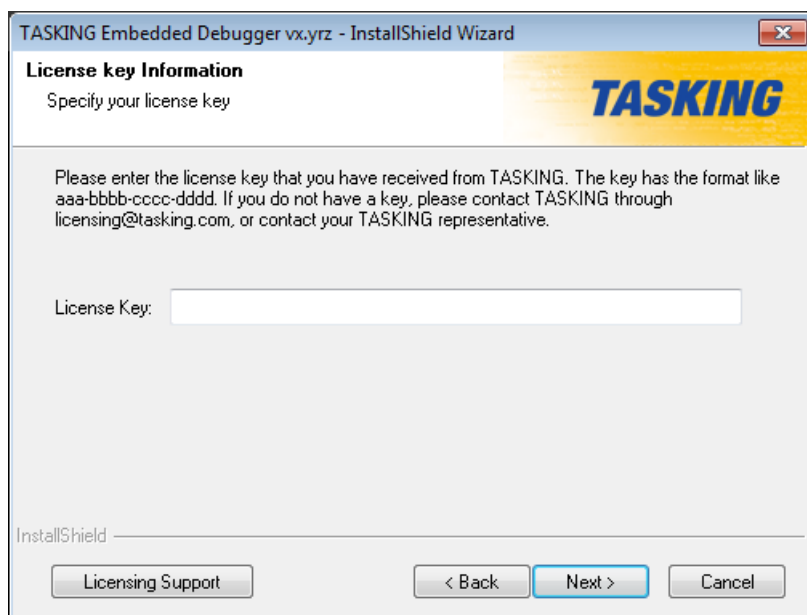 TASKING Embedded Debugger vx.yrz - InstallShield Wizard
License key Information
Specify your license key
TASKING
Please enter the license key that you have received from TASKING. The key has the format like
aaa-bbbb-cccc-dddd. If you do not have a key, please contact TASKING through
licensing@tasking.com, or contact your TASKING representative.
License Key:
InstallShield
Licensing Support
< Back
Next >
Cancel